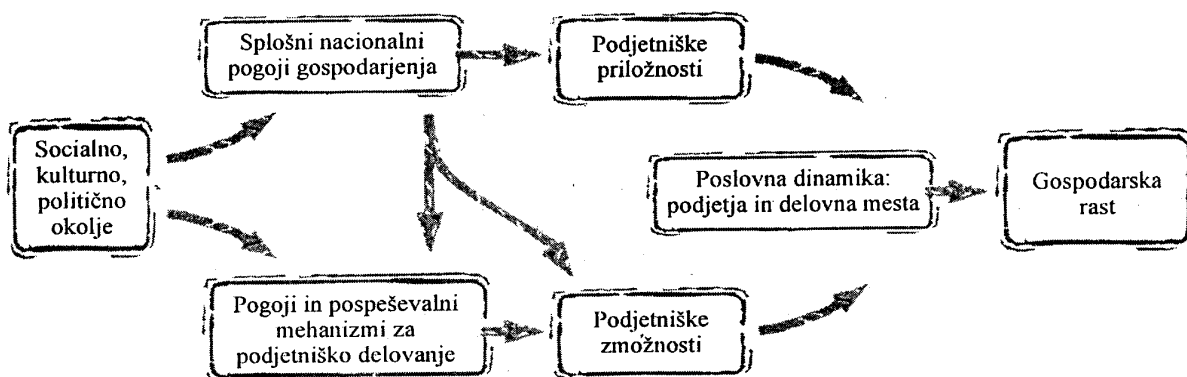 Splošni nacionalni
pogoji gospodarjenja
Podjetniške
priložnosti
Socialno,
kulturno,
politično
okolje
Poslovna dinamika:
podjetja in delovna mesta
Gospodarska
rast
Pogoji in pospeševalni
mehanizmi za
podjetniško delovanje
Podjetniške
zmožnosti